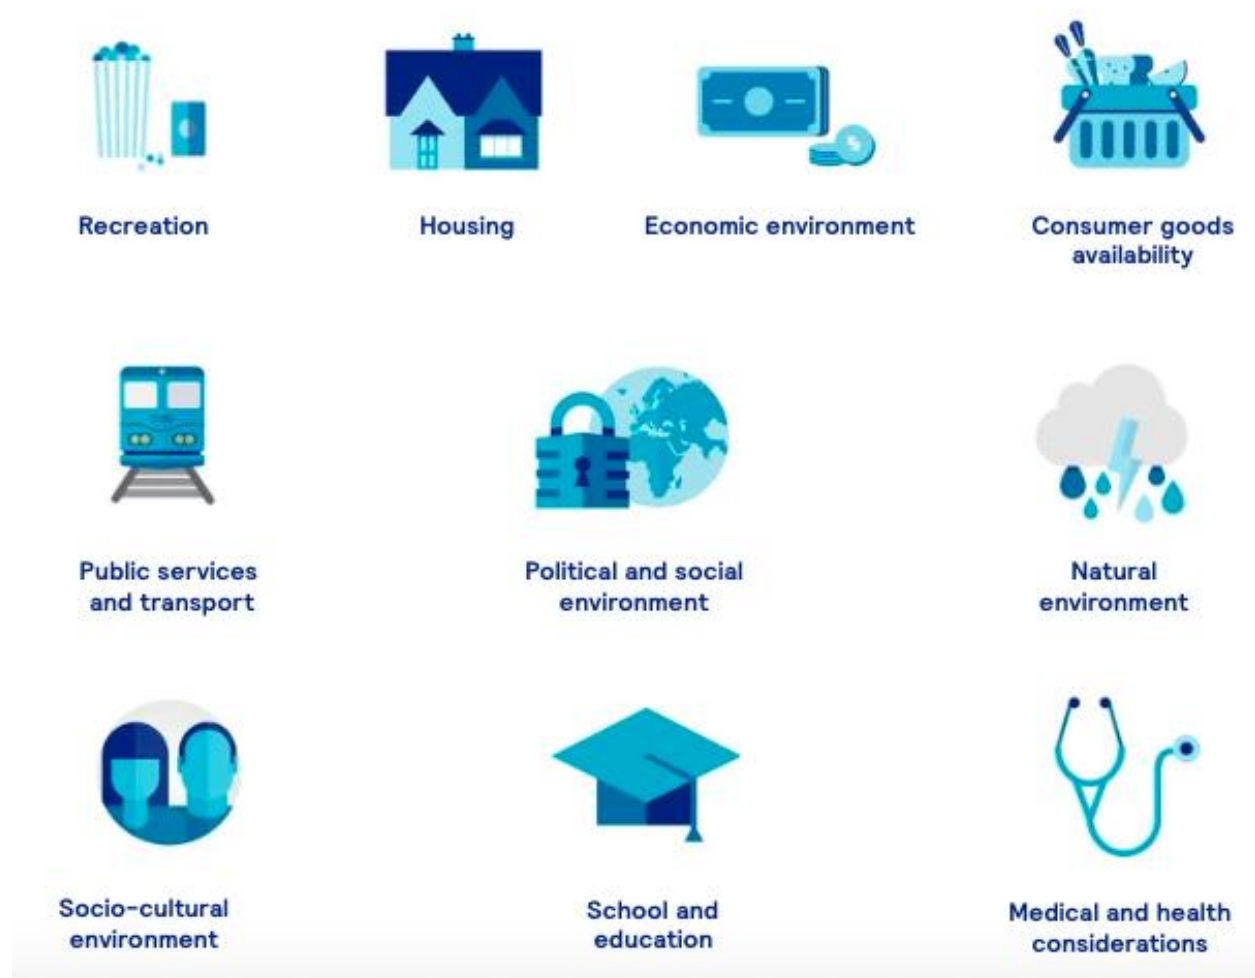 Recreation
Housing
Economic environment
Consumer goods
availability
Public services
and transport
Political and social
environment
Natural
environment
Socio-cultural
environment
School and
education
Medical and health
considerations